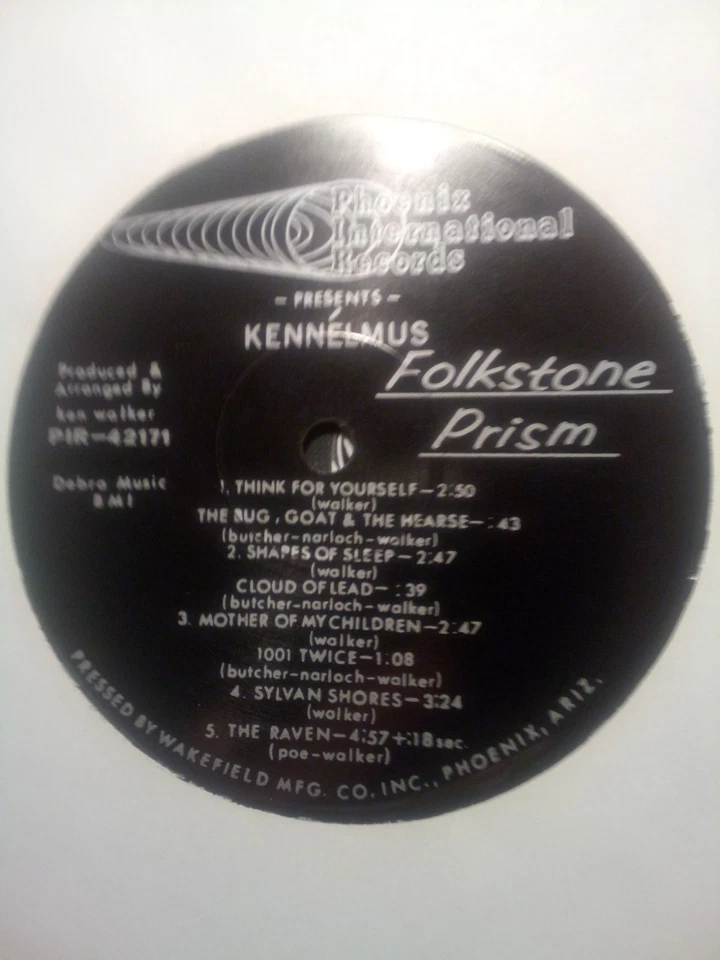 Phoenix
International
Records
- PRESENTS -
KENNÉLMUS
Folkstone
Prism
Produced &
Arranged By
ken walker
PIR-42171
Debra Music
BMI
1. THINK FOR YOURSELF-2:50
(walker)
THE BUG, GOAT & THE HEARSE-:43
(butcher-narloch-walker)
2. SHAPES OF SLEEP-2:47
(walker)
CLOUD OF LEAD-:39
(butcher-narloch-walker)
3. MOTHER OF MY CHILDREN-2:47
(walker)
1001 TWICE-1:08
(butcher-narloch-walker)
4. SYLVAN SHORES-3:24
(walker)
5. THE RAVEN-4:57+:18 sec.
(poe-walker)
PRESSED BY WAKEFIELD MFG. CO. INC., PHOENIX, ARIZ.